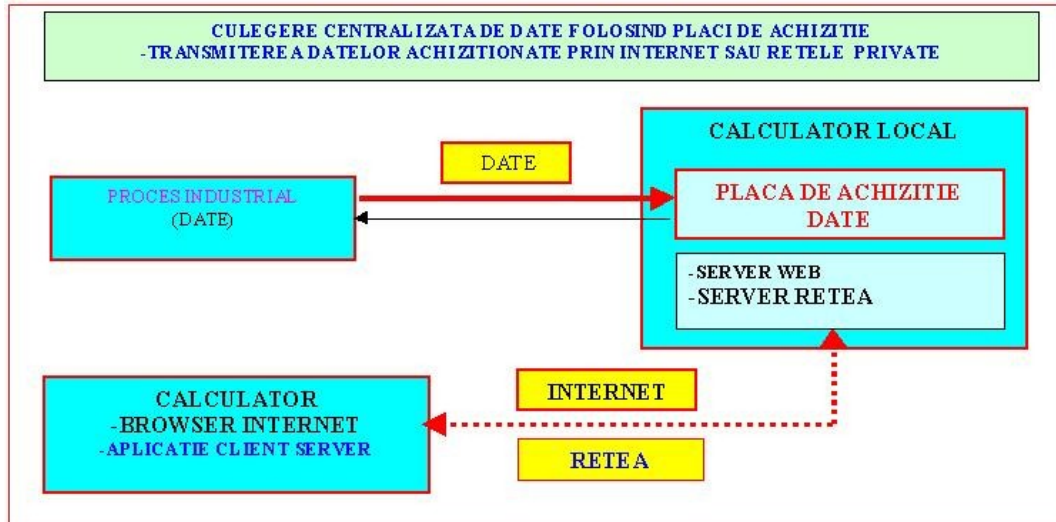 CULEGERE CENTRALIZATA DE DATE FOLOSIND PLACI DE ACHIZITIE
-TRANSMITEREA DATELOR ACHIZITIONATE PRIN INTERNET SAU RETELE PRIVATE
CALCULATOR LOCAL
DATE
PROCES INDUSTRIAL
(DATE)
PLACA DE ACHIZITIE
DATE
-SERVER WEB
-SERVER RETEA
CALCULATOR
-BROWSER INTERNET
-APLICATIE CLIENT SERVER
INTERNET
RETEA